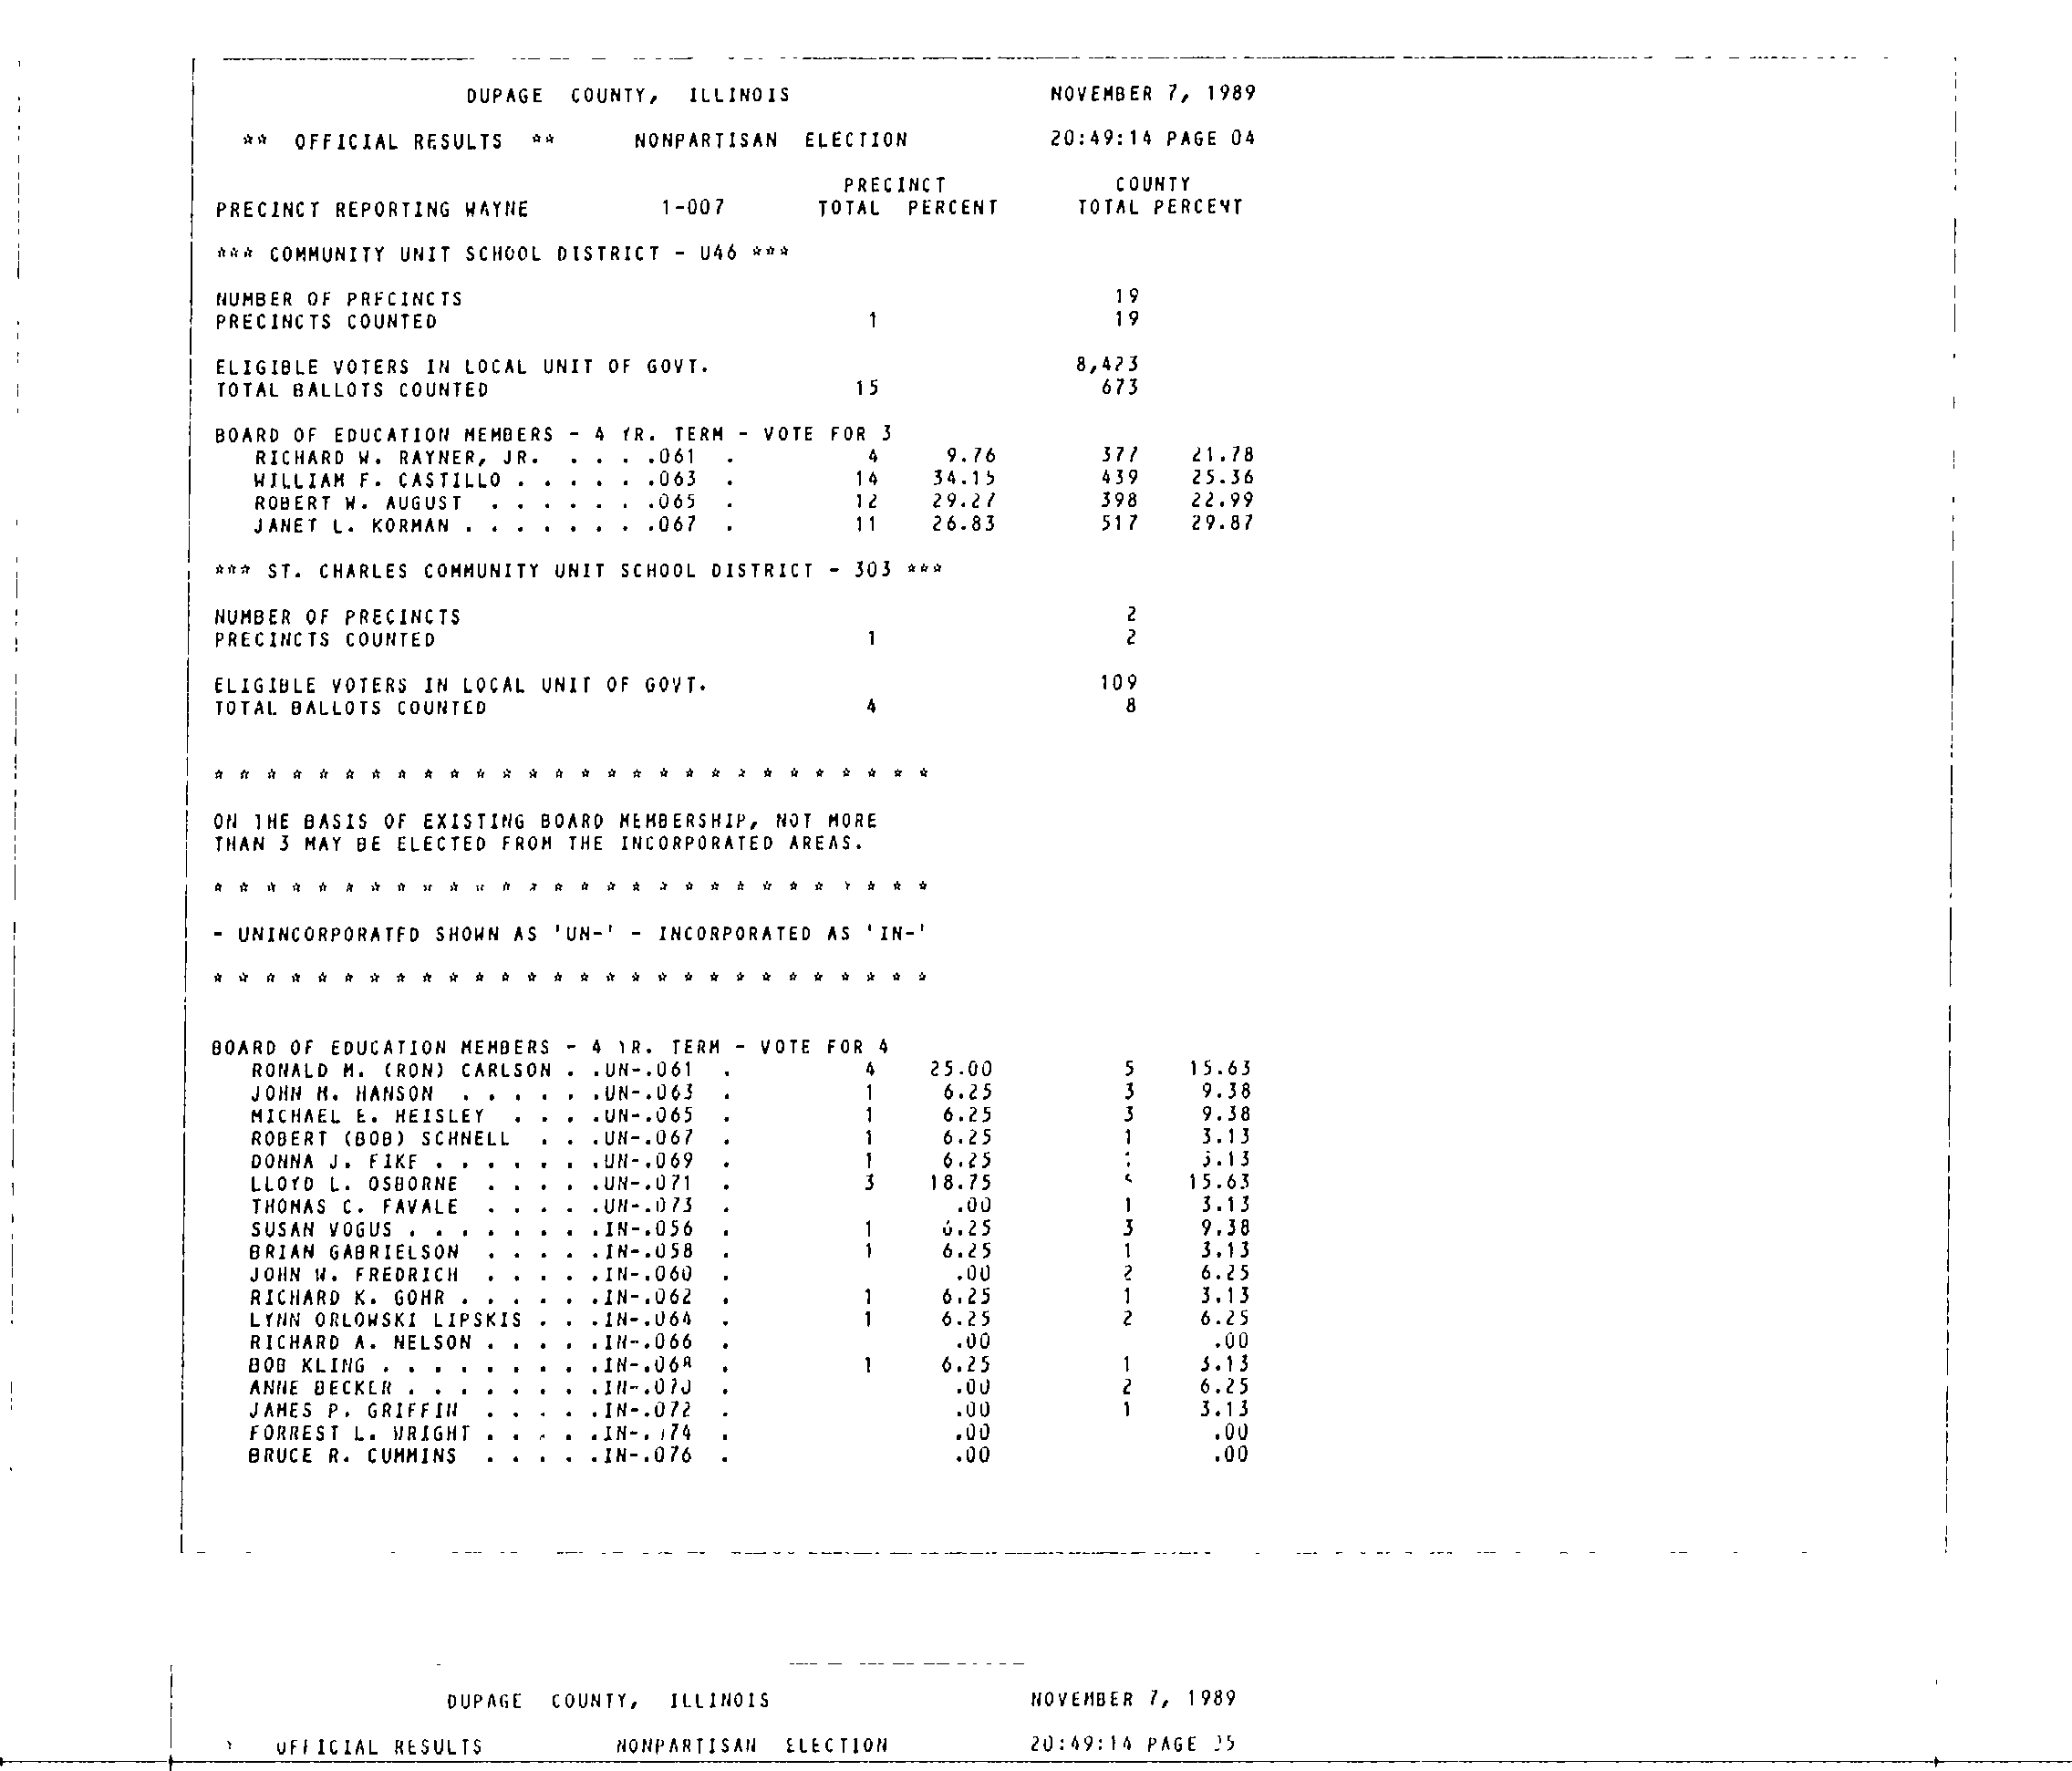 DUPAGE COUNTY, ILLINOIS NOVEMBER 7, 1989
** OFFICIAL RESULTS ** NONPARTISAN ELECTION 20:49:14 PAGE 04
PRECINCT COUNTY
PRECINCT REPORTING WAYNE 1-007 TOTAL PERCENT TOTAL PERCENT
*** COMMUNITY UNIT SCHOOL DISTRICT - U46 ***
NUMBER OF PRECINCTS 19
PRECINCTS COUNTED 1 19
ELIGIBLE VOTERS IN LOCAL UNIT OF GOVT. 8,423
TOTAL BALLOTS COUNTED 15 673
BOARD OF EDUCATION MEMBERS - 4 YR. TERM - VOTE FOR 3
RICHARD W. RAYNER, JR. . . . .061 . 4 9.76 377 21.78
WILLIAM F. CASTILLO . . . . . .063 . 14 34.15 439 25.36
ROBERT W. AUGUST . . . . . . .065 . 12 29.27 398 22.99
JANET L. KORMAN . . . . . . . .067 . 11 26.83 517 29.87
*** ST. CHARLES COMMUNITY UNIT SCHOOL DISTRICT - 303 ***
NUMBER OF PRECINCTS 2
PRECINCTS COUNTED 1 2
ELIGIBLE VOTERS IN LOCAL UNIT OF GOVT. 109
TOTAL BALLOTS COUNTED 4 8
* * * * * * * * * * * * * * * * * * * * * * * * * * * *
ON THE BASIS OF EXISTING BOARD MEMBERSHIP, NOT MORE
THAN 3 MAY BE ELECTED FROM THE INCORPORATED AREAS.
* * * * * * * * * * * * * * * * * * * * * * * * * * * *
- UNINCORPORATED SHOWN AS 'UN-' - INCORPORATED AS 'IN-'
* * * * * * * * * * * * * * * * * * * * * * * * * * * *
BOARD OF EDUCATION MEMBERS - 4 YR. TERM - VOTE FOR 4
RONALD M. (RON) CARLSON . .UN-.061 . 4 25.00 5 15.63
JOHN H. HANSON . . . . . .UN-.063 . 1 6.25 3 9.38
MICHAEL E. HEISLEY . . . .UN-.065 . 1 6.25 3 9.38
ROBERT (BOB) SCHNELL . . .UN-.067 . 1 6.25 1 3.13
DONNA J. FIKE . . . . . . .UN-.069 . 1 6.25 3.13
LLOYD L. OSBORNE . . . . .UN-.071 . 3 18.75 15.63
THOMAS C. FAVALE . . . . .UN-.073 . .00 1 3.13
SUSAN VOGUS . . . . . . . .IN-.056 . 1 6.25 3 9.38
BRIAN GABRIELSON . . . . .IN-.058 . 1 6.25 1 3.13
JOHN W. FREDRICH . . . . .IN-.060 . .00 2 6.25
RICHARD K. GOHR . . . . . .IN-.062 . 1 6.25 1 3.13
LYNN ORLOWSKI LIPSKIS . . .IN-.064 . 1 6.25 2 6.25
RICHARD A. NELSON . . . . .IN-.066 . .00 .00
BOB KLING . . . . . . . . .IN-.068 . 1 6.25 1 3.13
ANNE BECKER . . . . . . . .IN-.070 . .00 2 6.25
JAMES P. GRIFFIN . . . . .IN-.072 . .00 1 3.13
FORREST L. WRIGHT . . . . .IN-.074 . .00 .00
BRUCE R. CUMMINS . . . . .IN-.076 . .00 .00
DUPAGE COUNTY, ILLINOIS NOVEMBER 7, 1989
OFFICIAL RESULTS NONPARTISAN ELECTION 20:49:14 PAGE 05